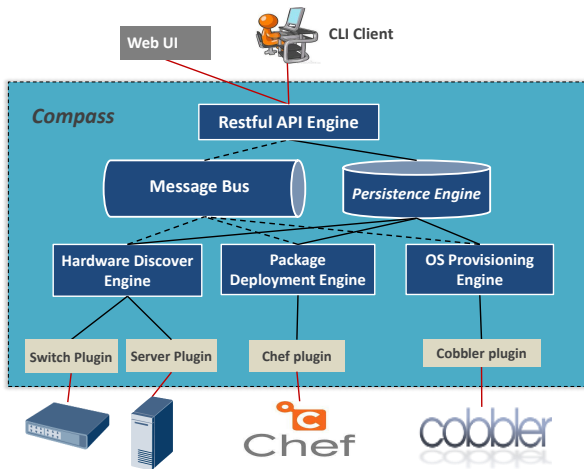 Web UI
CLI Client
Compass
Restful API Engine
Message Bus
Persistence Engine
Hardware Discover
Engine
Package
Deployment Engine
OS Provisioning
Engine
Switch Plugin
Server Plugin
Chef plugin
Cobbler plugin
Chef
cobbler